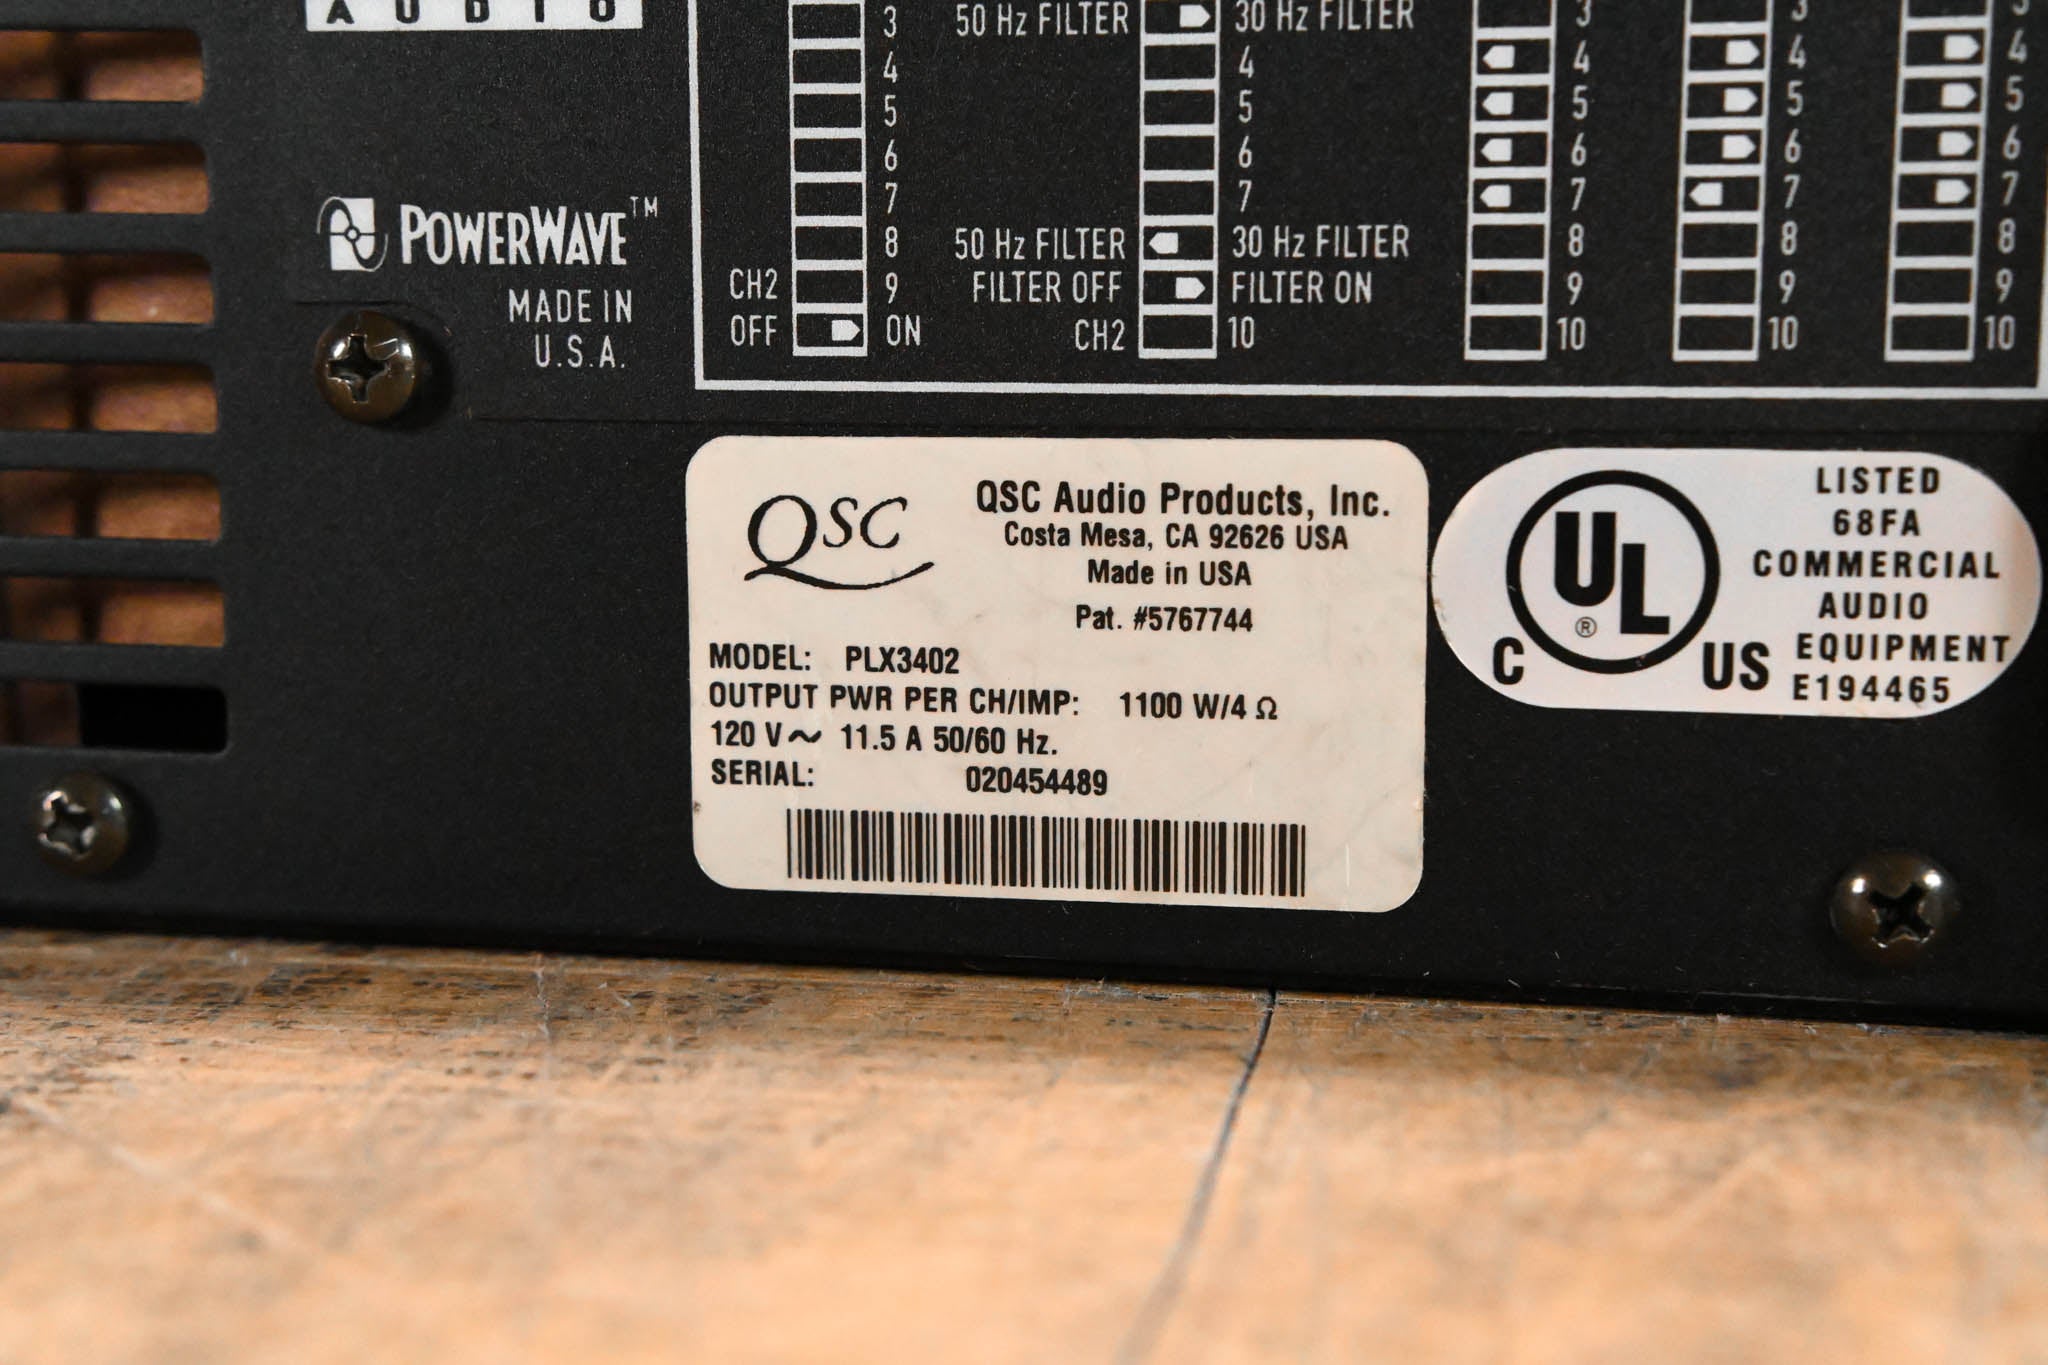 AUDIO
POWERWAVE™
MADE IN
U.S.A.
3
4
5
6
7
8
CH2 9
OFF ON
50 Hz FILTER 30 Hz FILTER
4
5
6
7
50 Hz FILTER 30 Hz FILTER
FILTER OFF FILTER ON
CH2 10
3
4
5
6
7
8
9
10
3
4
5
6
7
8
9
10
3
4
5
6
7
8
9
10
QSC
QSC Audio Products, Inc.
Costa Mesa, CA 92626 USA
Made in USA
Pat. #5767744
MODEL: PLX3402
OUTPUT PWR PER CH/IMP: 1100 W/4 Ω
120 V~ 11.5 A 50/60 Hz.
SERIAL: 020454489
C UL ® US
LISTED
68FA
COMMERCIAL
AUDIO
EQUIPMENT
E194465